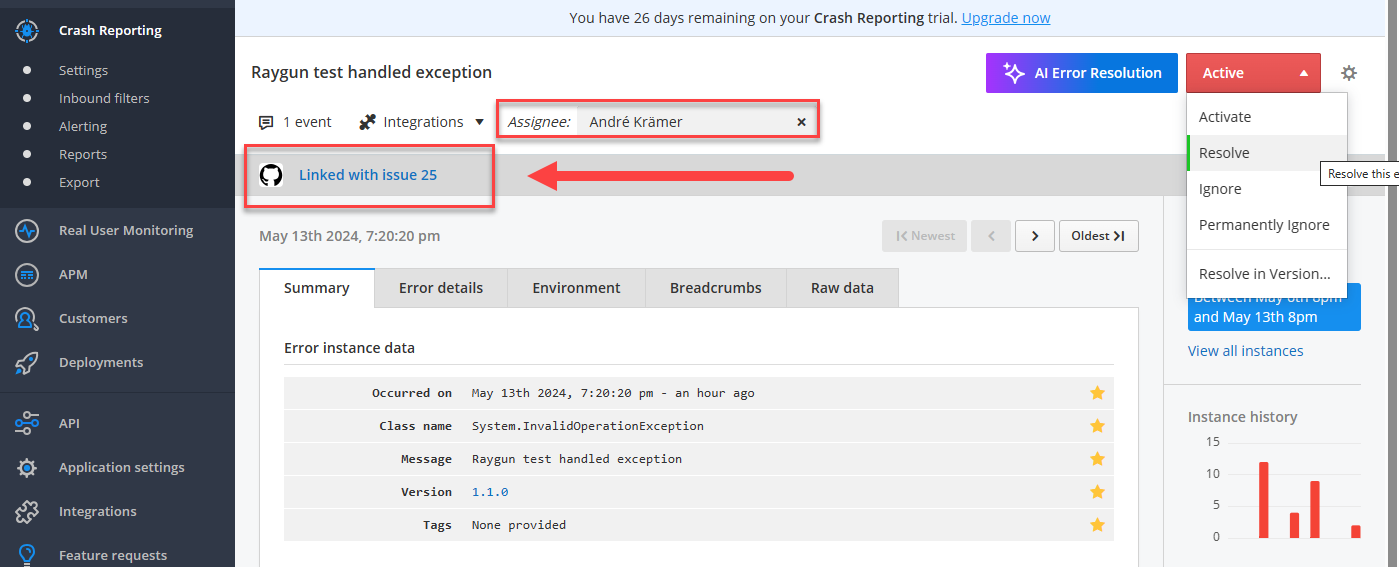 Crash Reporting
Settings
Inbound filters
Alerting
Reports
Export
Real User Monitoring
APM
Customers
Deployments
API
Application settings
Integrations
Feature requests
You have 26 days remaining on your Crash Reporting trial. Upgrade now
Raygun test handled exception
AI Error Resolution
Active
1 event
Integrations
Assignee: André Krämer ×
Linked with issue 25
Activate
Resolve
Resolve this e
Ignore
Permanently Ignore
Resolve in Version...
May 13th 2024, 7:20:20 pm
Newest
Oldest
Summary Error details Environment Breadcrumbs Raw data
Error instance data
Occurred on May 13th 2024, 7:20:20 pm - an hour ago
Class name System.InvalidOperationException
Message Raygun test handled exception
Version 1.1.0
Tags None provided
Between May 6th 8pm
and May 13th 8pm
View all instances
Instance history
15
10
5
0